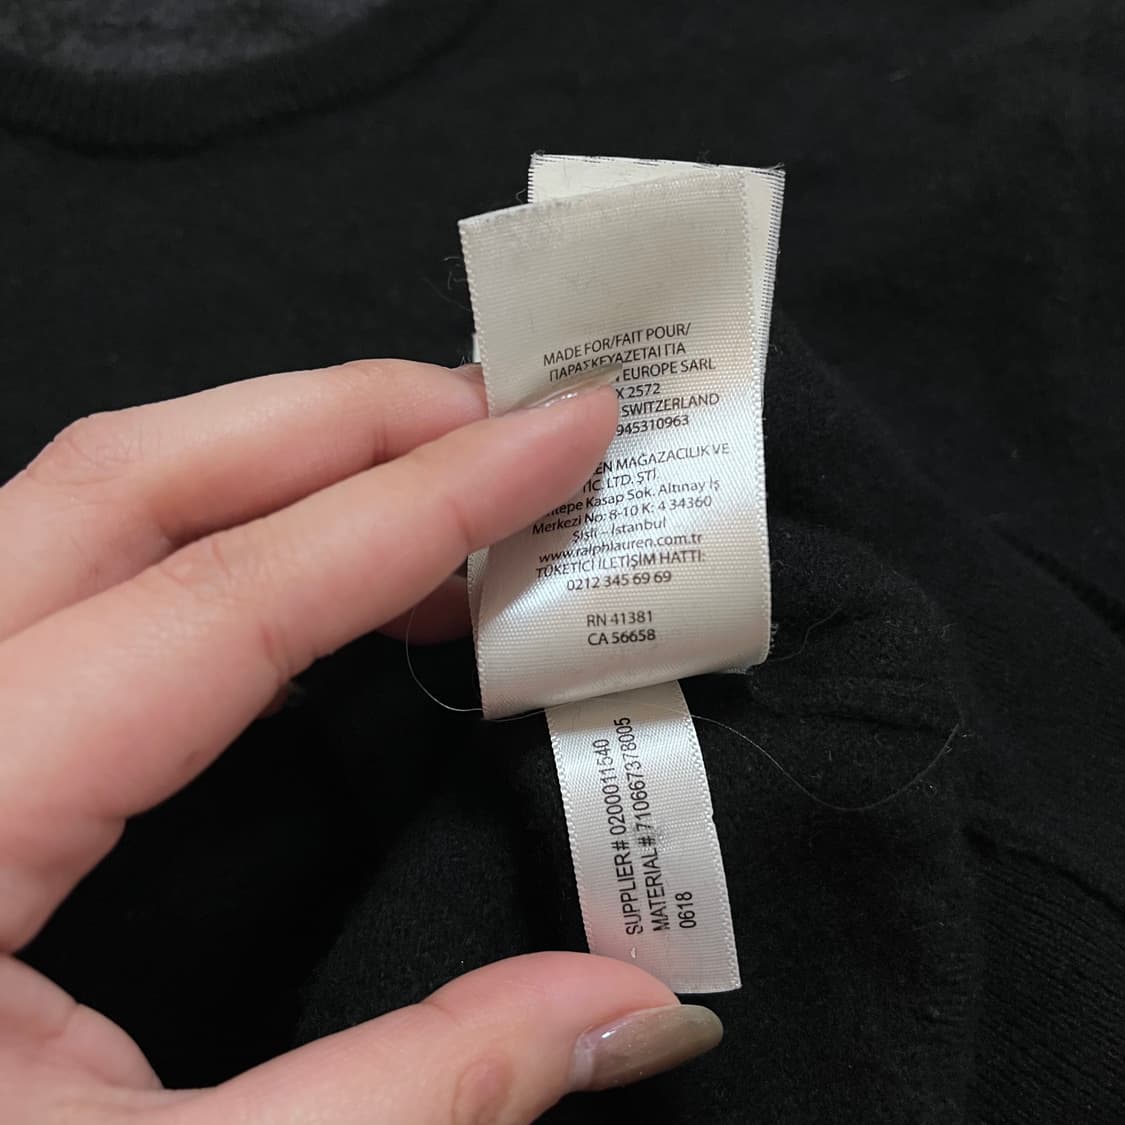 MADE FOR/FAIT POUR/
ΠΑΡΑΣΚΕΥΑΖΕΤΑΙ ΓΙΑ
EUROPE SARL
2572
SWITZERLAND
945310963
MAĞAZACILIK VE
TİC. LTD. ŞTİ.
Kasap Sok. Altınay İş
Merkezi No: 8-10 K: 4 34360
Şişli - İstanbul
www.ralphlauren.com.tr
TÜKETİCİ İLETİŞİM HATTI:
0212 345 69 69
RN 41381
CA 56658
SUPPLIER# 0200011540
MATERIAL# 710667378005
0618